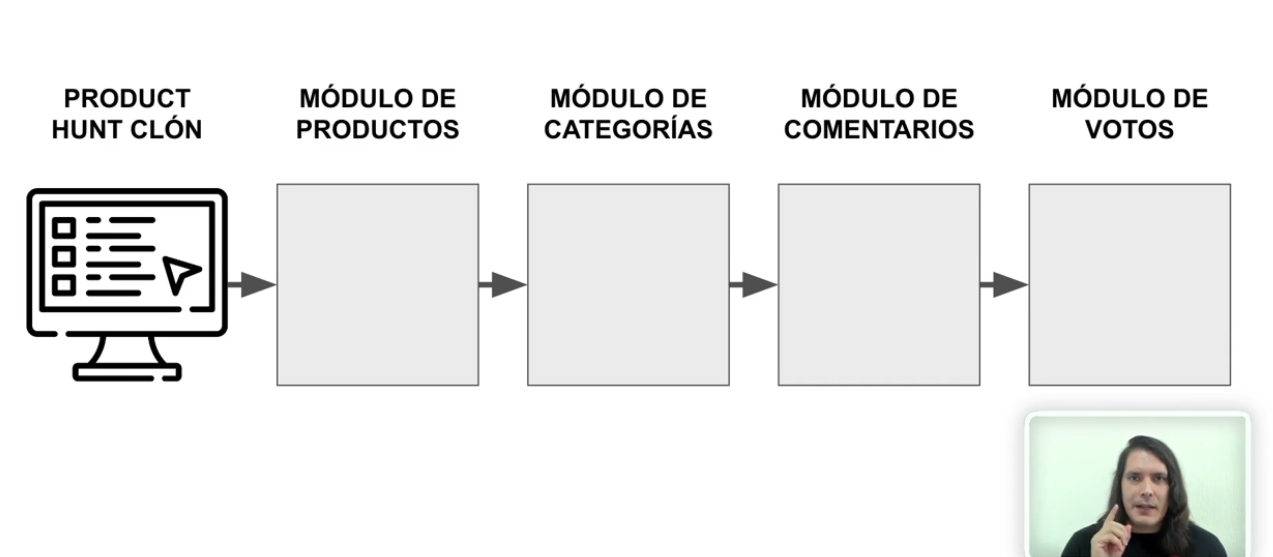 PRODUCT
HUNT CLÓN
MÓDULO DE
PRODUCTOS
MÓDULO DE
CATEGORÍAS
MÓDULO DE
COMENTARIOS
MÓDULO DE
VOTOS